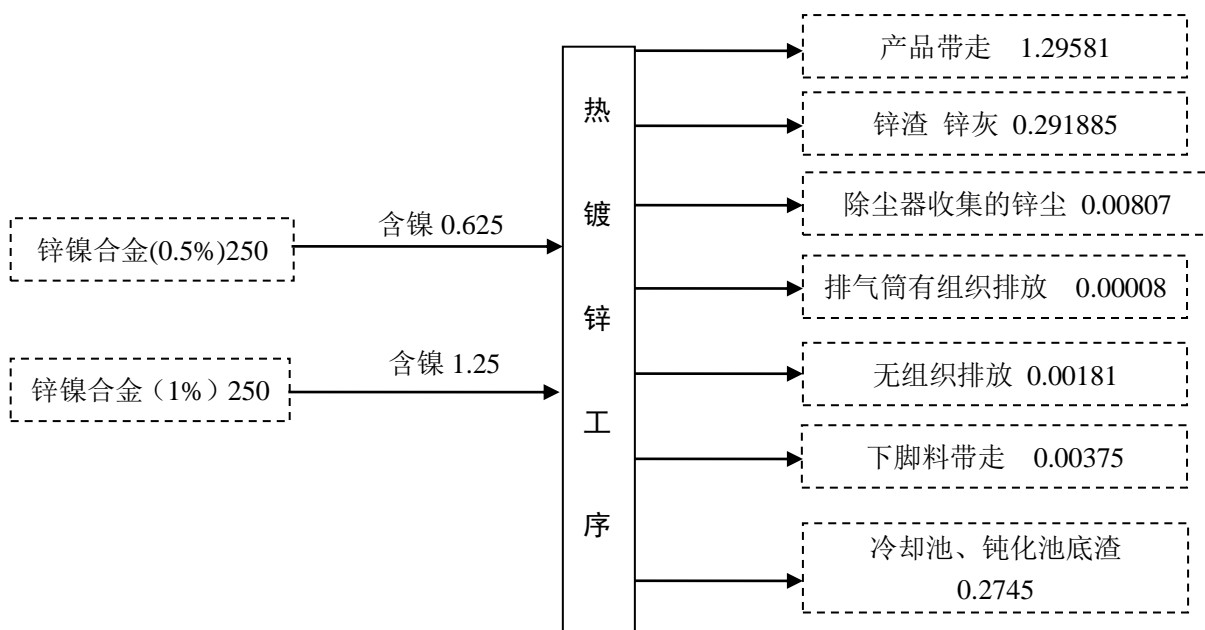 锌镍合金(0.5%)250
含镍 0.625
锌镍合金（1%）250
含镍 1.25
热
镀
锌
工
序
产品带走 1.29581
锌渣 锌灰 0.291885
除尘器收集的锌尘 0.00807
排气筒有组织排放 0.00008
无组织排放 0.00181
下脚料带走 0.00375
冷却池、钝化池底渣
0.2745